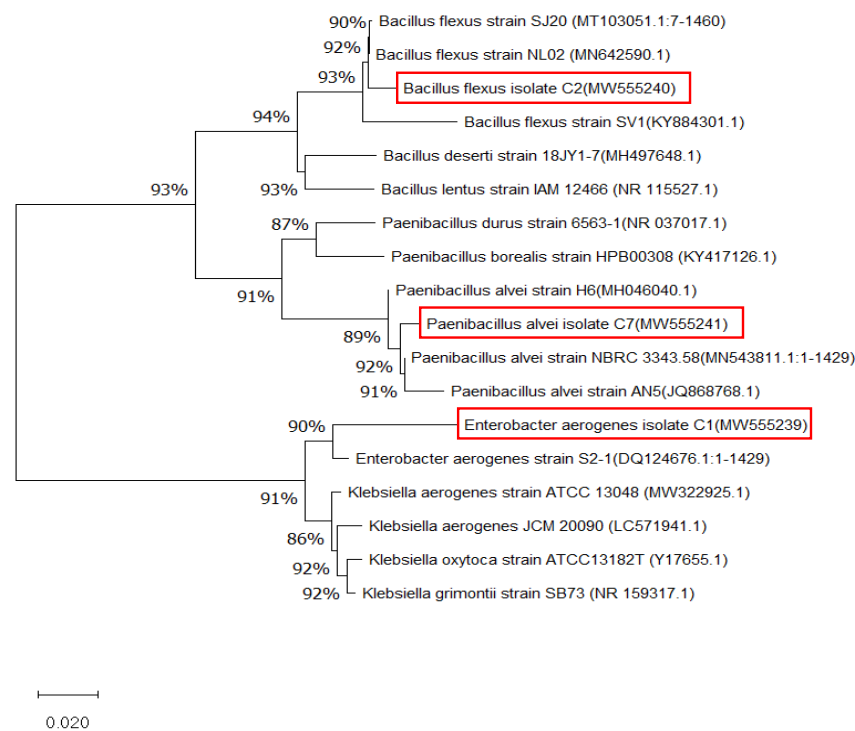 90%
Bacillus flexus strain SJ20 (MT103051.1:7-1460)
92%
Bacillus flexus strain NL02 (MN642590.1)
93%
Bacillus flexus isolate C2(MW555240)
94%
Bacillus flexus strain SV1(KY884301.1)
Bacillus deserti strain 18JY1-7(MH497648.1)
93%
93%
Bacillus lentus strain IAM 12466 (NR 115527.1)
87%
Paenibacillus durus strain 6563-1(NR 037017.1)
Paenibacillus borealis strain HPB00308 (KY417126.1)
91%
Paenibacillus alvei strain H6(MH046040.1)
89%
Paenibacillus alvei isolate C7(MW555241)
92%
Paenibacillus alvei strain NBRC 3343.58(MN543811.1:1-1429)
91%
Paenibacillus alvei strain AN5(JQ868768.1)
90%
Enterobacter aerogenes isolate C1(MW555239)
Enterobacter aerogenes strain S2-1(DQ124676.1:1-1429)
91%
Klebsiella aerogenes strain ATCC 13048 (MW322925.1)
86%
Klebsiella aerogenes JCM 20090 (LC571941.1)
92%
Klebsiella oxytoca strain ATCC13182T (Y17655.1)
92%
Klebsiella grimontii strain SB73 (NR 159317.1)
0.020